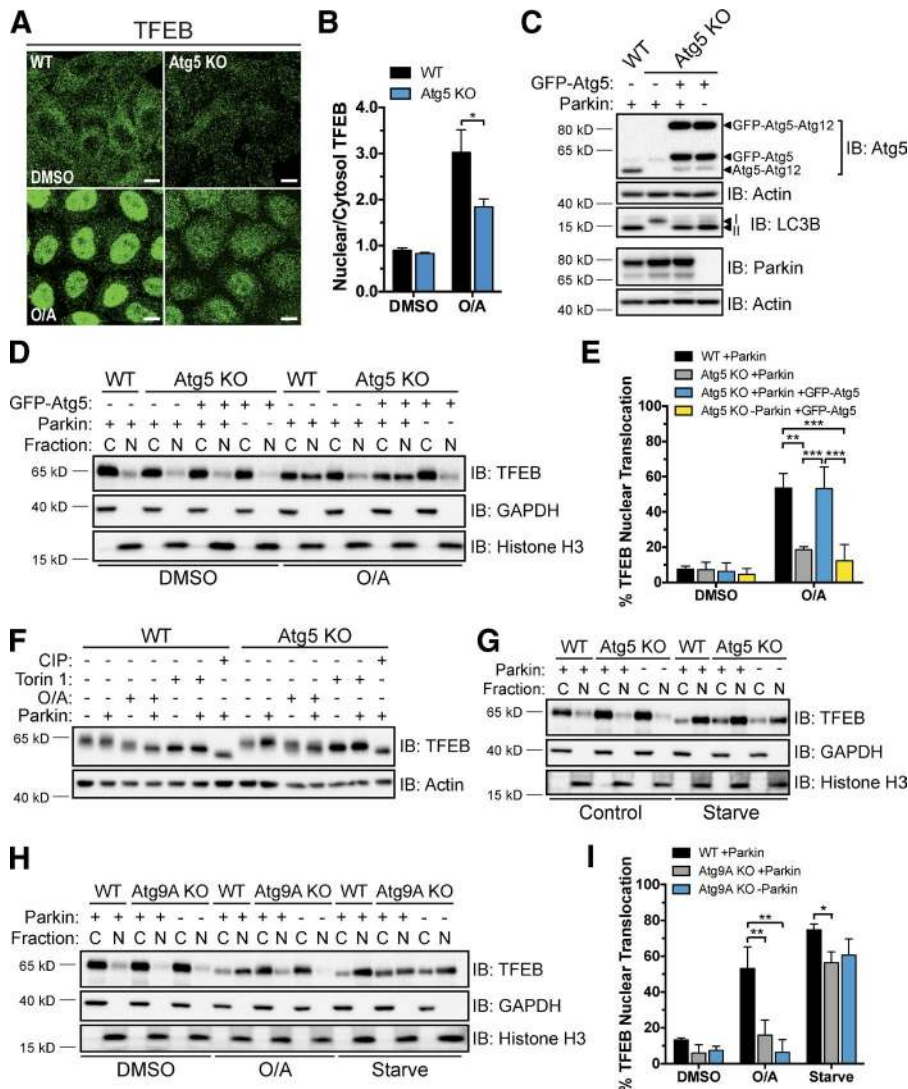 A
TFEB
WT
Atg5 KO
DMSO
O/A
B
WT
Atg5 KO
Nuclear/Cytosol TFEB
4.0
3.0
2.0
1.0
0.0
*
DMSO
O/A
C
WT
Atg5 KO
GFP-Atg5: - - + +
Parkin: + + + -
80 kD
65 kD
GFP-Atg5-Atg12
GFP-Atg5
Atg5-Atg12
IB: Atg5
40 kD
IB: Actin
15 kD
I
II
IB: LC3B
80 kD
IB: Parkin
40 kD
IB: Actin
D
WT Atg5 KO WT Atg5 KO
GFP-Atg5: - - - - + + + + - - - - + + + +
Parkin: + + + + + + - - + + + + + + - -
Fraction: C N C N C N C N C N C N C N C N
65 kD
IB: TFEB
40 kD
IB: GAPDH
15 kD
IB: Histone H3
DMSO
O/A
E
WT +Parkin
Atg5 KO +Parkin
Atg5 KO +Parkin +GFP-Atg5
Atg5 KO -Parkin +GFP-Atg5
% TFEB Nuclear Translocation
100
80
60
40
20
0
***
**
*** ***
DMSO
O/A
F
WT
Atg5 KO
CIP: - - - - - - + - - - - - - +
Torin 1: - - - - + + - - - - - + + -
O/A: - - + + - - - - - + + - - -
Parkin: - + - + - + + - + - + - + +
65 kD
IB: TFEB
40 kD
IB: Actin
G
WT Atg5 KO WT Atg5 KO
Parkin: + + + + - - + + + + - -
Fraction: C N C N C N C N C N C N
65 kD
IB: TFEB
40 kD
IB: GAPDH
15 kD
IB: Histone H3
Control
Starve
H
WT Atg9A KO WT Atg9A KO WT Atg9A KO
Parkin: + + + + - - + + + + - - + + + + - -
Fraction: C N C N C N C N C N C N C N C N C N
65 kD
IB: TFEB
40 kD
IB: GAPDH
15 kD
IB: Histone H3
DMSO
O/A
Starve
I
WT +Parkin
Atg9A KO +Parkin
Atg9A KO -Parkin
% TFEB Nuclear Translocation
100
80
60
40
20
0
**
**
*
DMSO
O/A
Starve